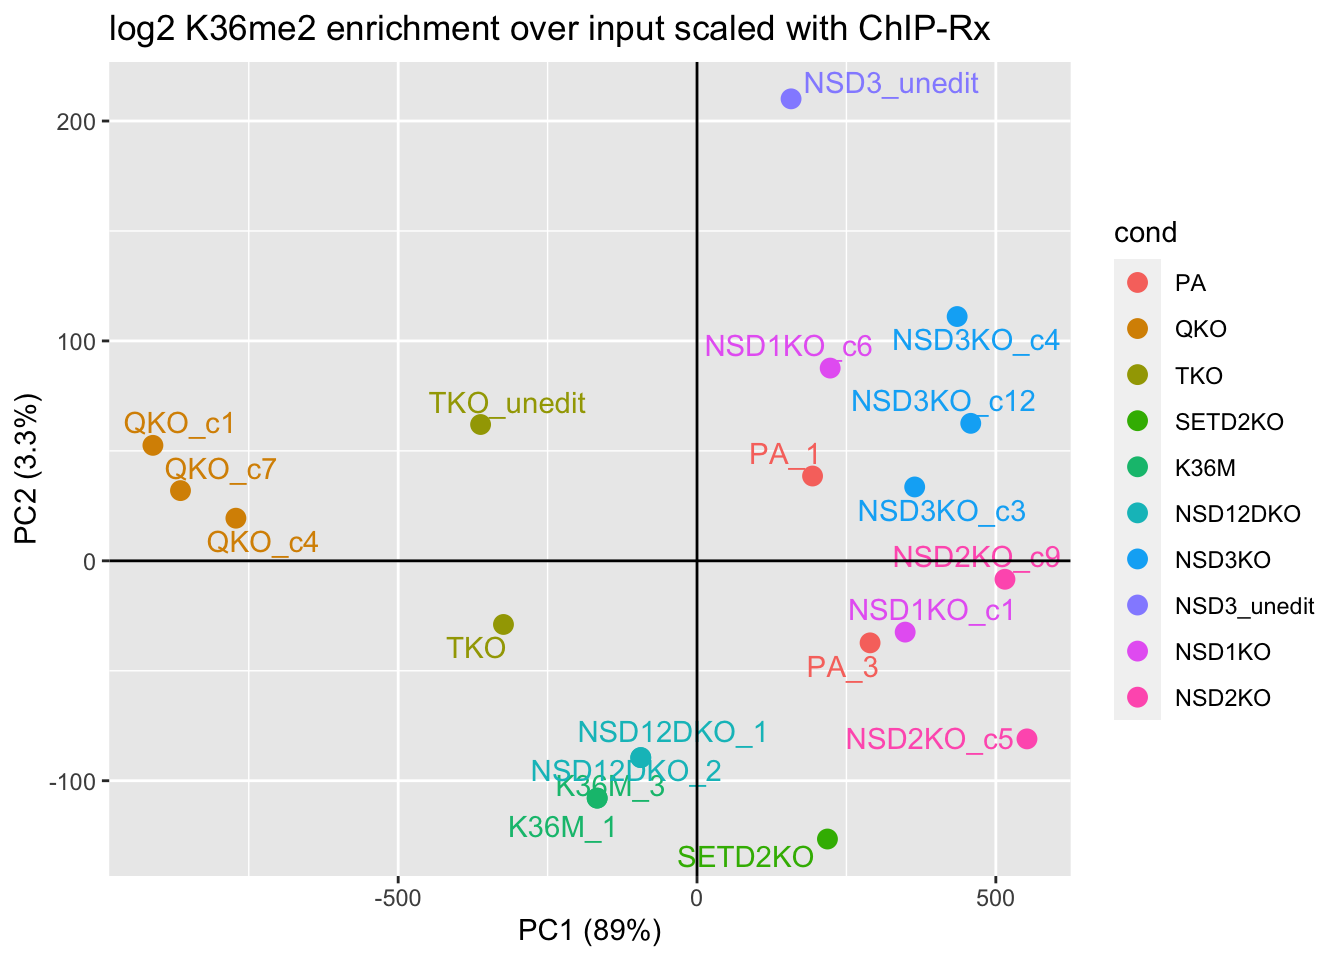 log2 K36me2 enrichment over input scaled with ChIP-Rx
NSD3_unedit
200
NSD3KO_c4
NSD1KO_c6
100
NSD3KO_c12
TKO_unedit
QKO_c1
PA_1
QKO_c7
NSD3KO_c3
QKO_c4
NSD2KO_c9
0
NSD1KO_c1
TKO
PA_3
NSD12DKO_1
NSD2KO_c5
NSD12DKO_2
-100
K36M_3
K36M_1
SETD2KO
-500
0
500
PC1 (89%)
PC2 (3.3%)
cond
PA
QKO
TKO
SETD2KO
K36M
NSD12DKO
NSD3KO
NSD3_unedit
NSD1KO
NSD2KO